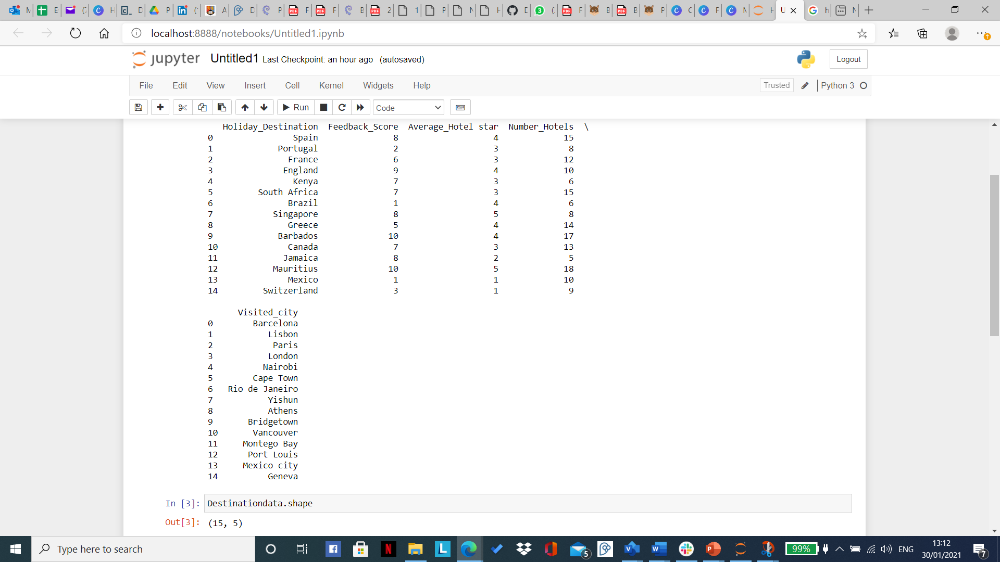 localhost:8888/notebooks/Untitled1.ipynb
jupyter Untitled1 Last Checkpoint: an hour ago (autosaved) Logout
File Edit View Insert Cell Kernel Widgets Help Trusted Python 3
Run Code
Holiday_Destination Feedback_Score Average_Hotel star Number_Hotels \
0 Spain 8 4 15
1 Portugal 2 3 8
2 France 6 3 12
3 England 9 4 10
4 Kenya 7 3 6
5 South Africa 7 3 15
6 Brazil 1 4 6
7 Singapore 8 5 8
8 Greece 5 4 14
9 Barbados 10 4 17
10 Canada 7 3 13
11 Jamaica 8 2 5
12 Mauritius 10 5 18
13 Mexico 1 1 10
14 Switzerland 3 1 9
Visited_city
0 Barcelona
1 Lisbon
2 Paris
3 London
4 Nairobi
5 Cape Town
6 Rio de Janeiro
7 Yishun
8 Athens
9 Bridgetown
10 Vancouver
11 Montego Bay
12 Port Louis
13 Mexico city
14 Geneva
In [3]: Destinationdata.shape
Out[3]: (15, 5)
Type here to search 5 99% ENG 13:12
30/01/2021 7